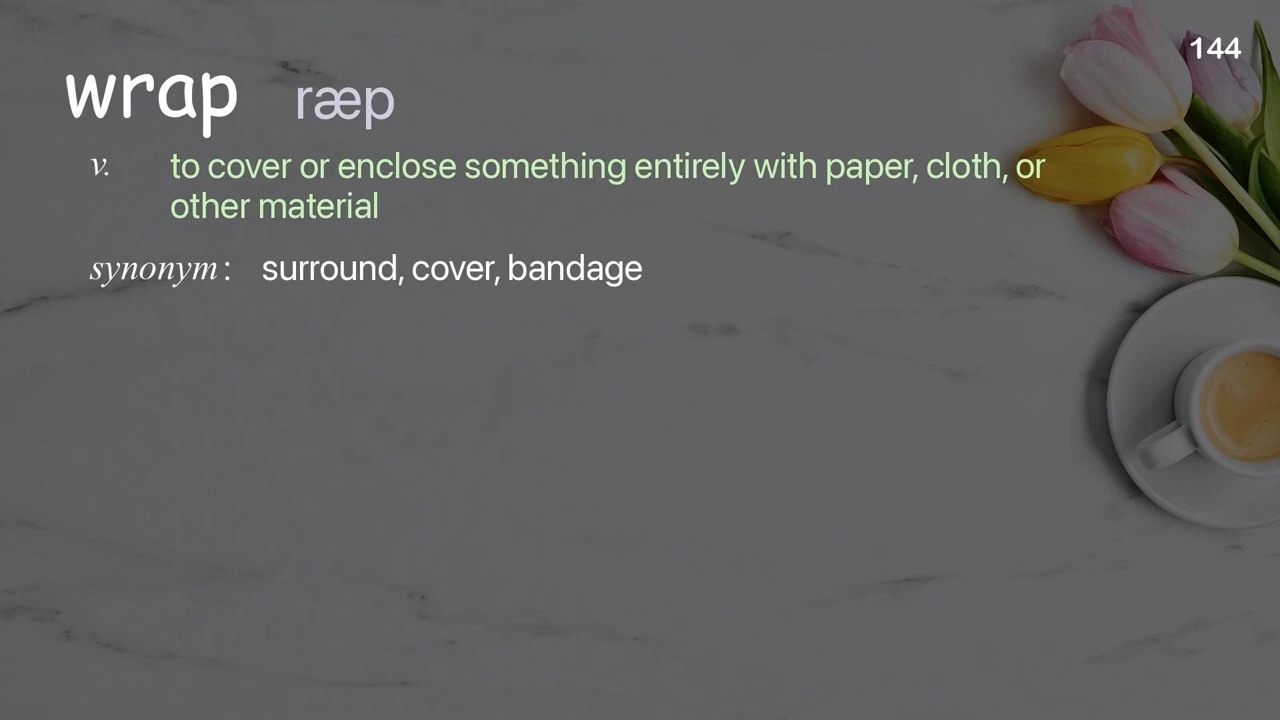 144
wrap ræp
v. to cover or enclose something entirely with paper, cloth, or
other material
synonym: surround, cover, bandage